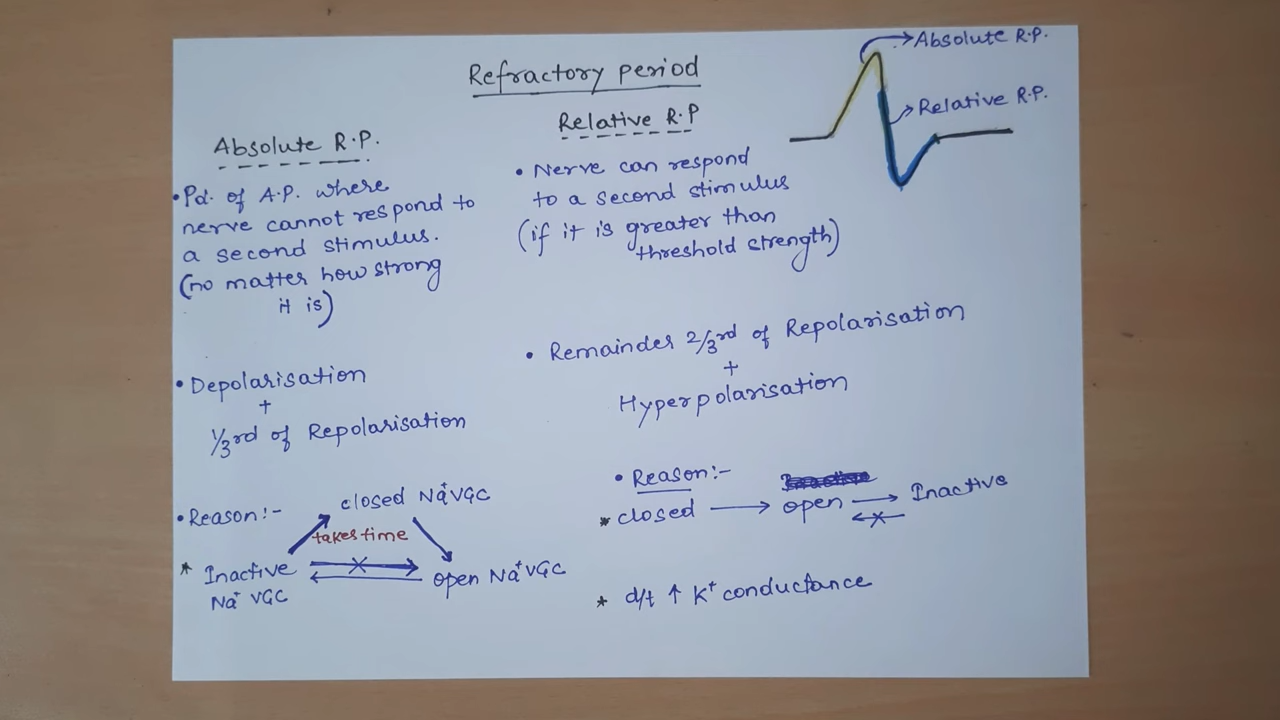 Refractory period
Absolute R.P.
Relative R.P.
Absolute R.P.
• Pd. of A.P. where
nerve cannot respond to
a second stimulus.
(no matter how strong
it is)
• Depolarisation
+
1/3rd of Repolarisation
• Reason:-
closed Na⁺VGC
takes time
* Inactive
Na⁺ VGC
open Na⁺VGC
Relative R.P
• Nerve can respond
to a second stimulus
(if it is greater than
threshold strength)
• Remainder 2/3rd of Repolarisation
+
Hyperpolarisation
• Reason:-
* closed → open → Inactive
* d/t ↑ K⁺ conductance